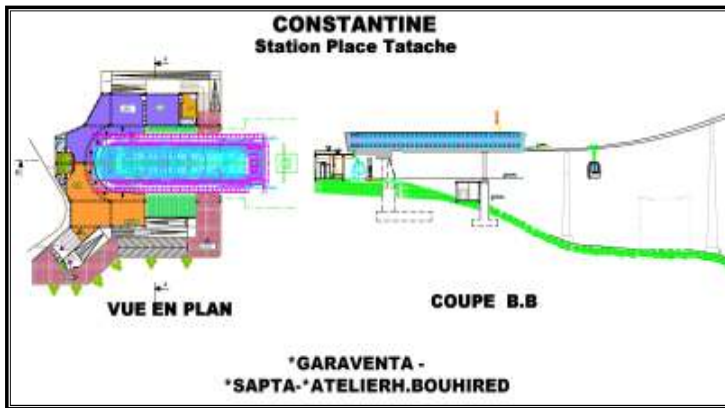 CONSTANTINE
Station Place Tatache
VUE EN PLAN
COUPE B.B
*GARAVENTA -
*SAPTA-*ATELIERH.BOUHIRED